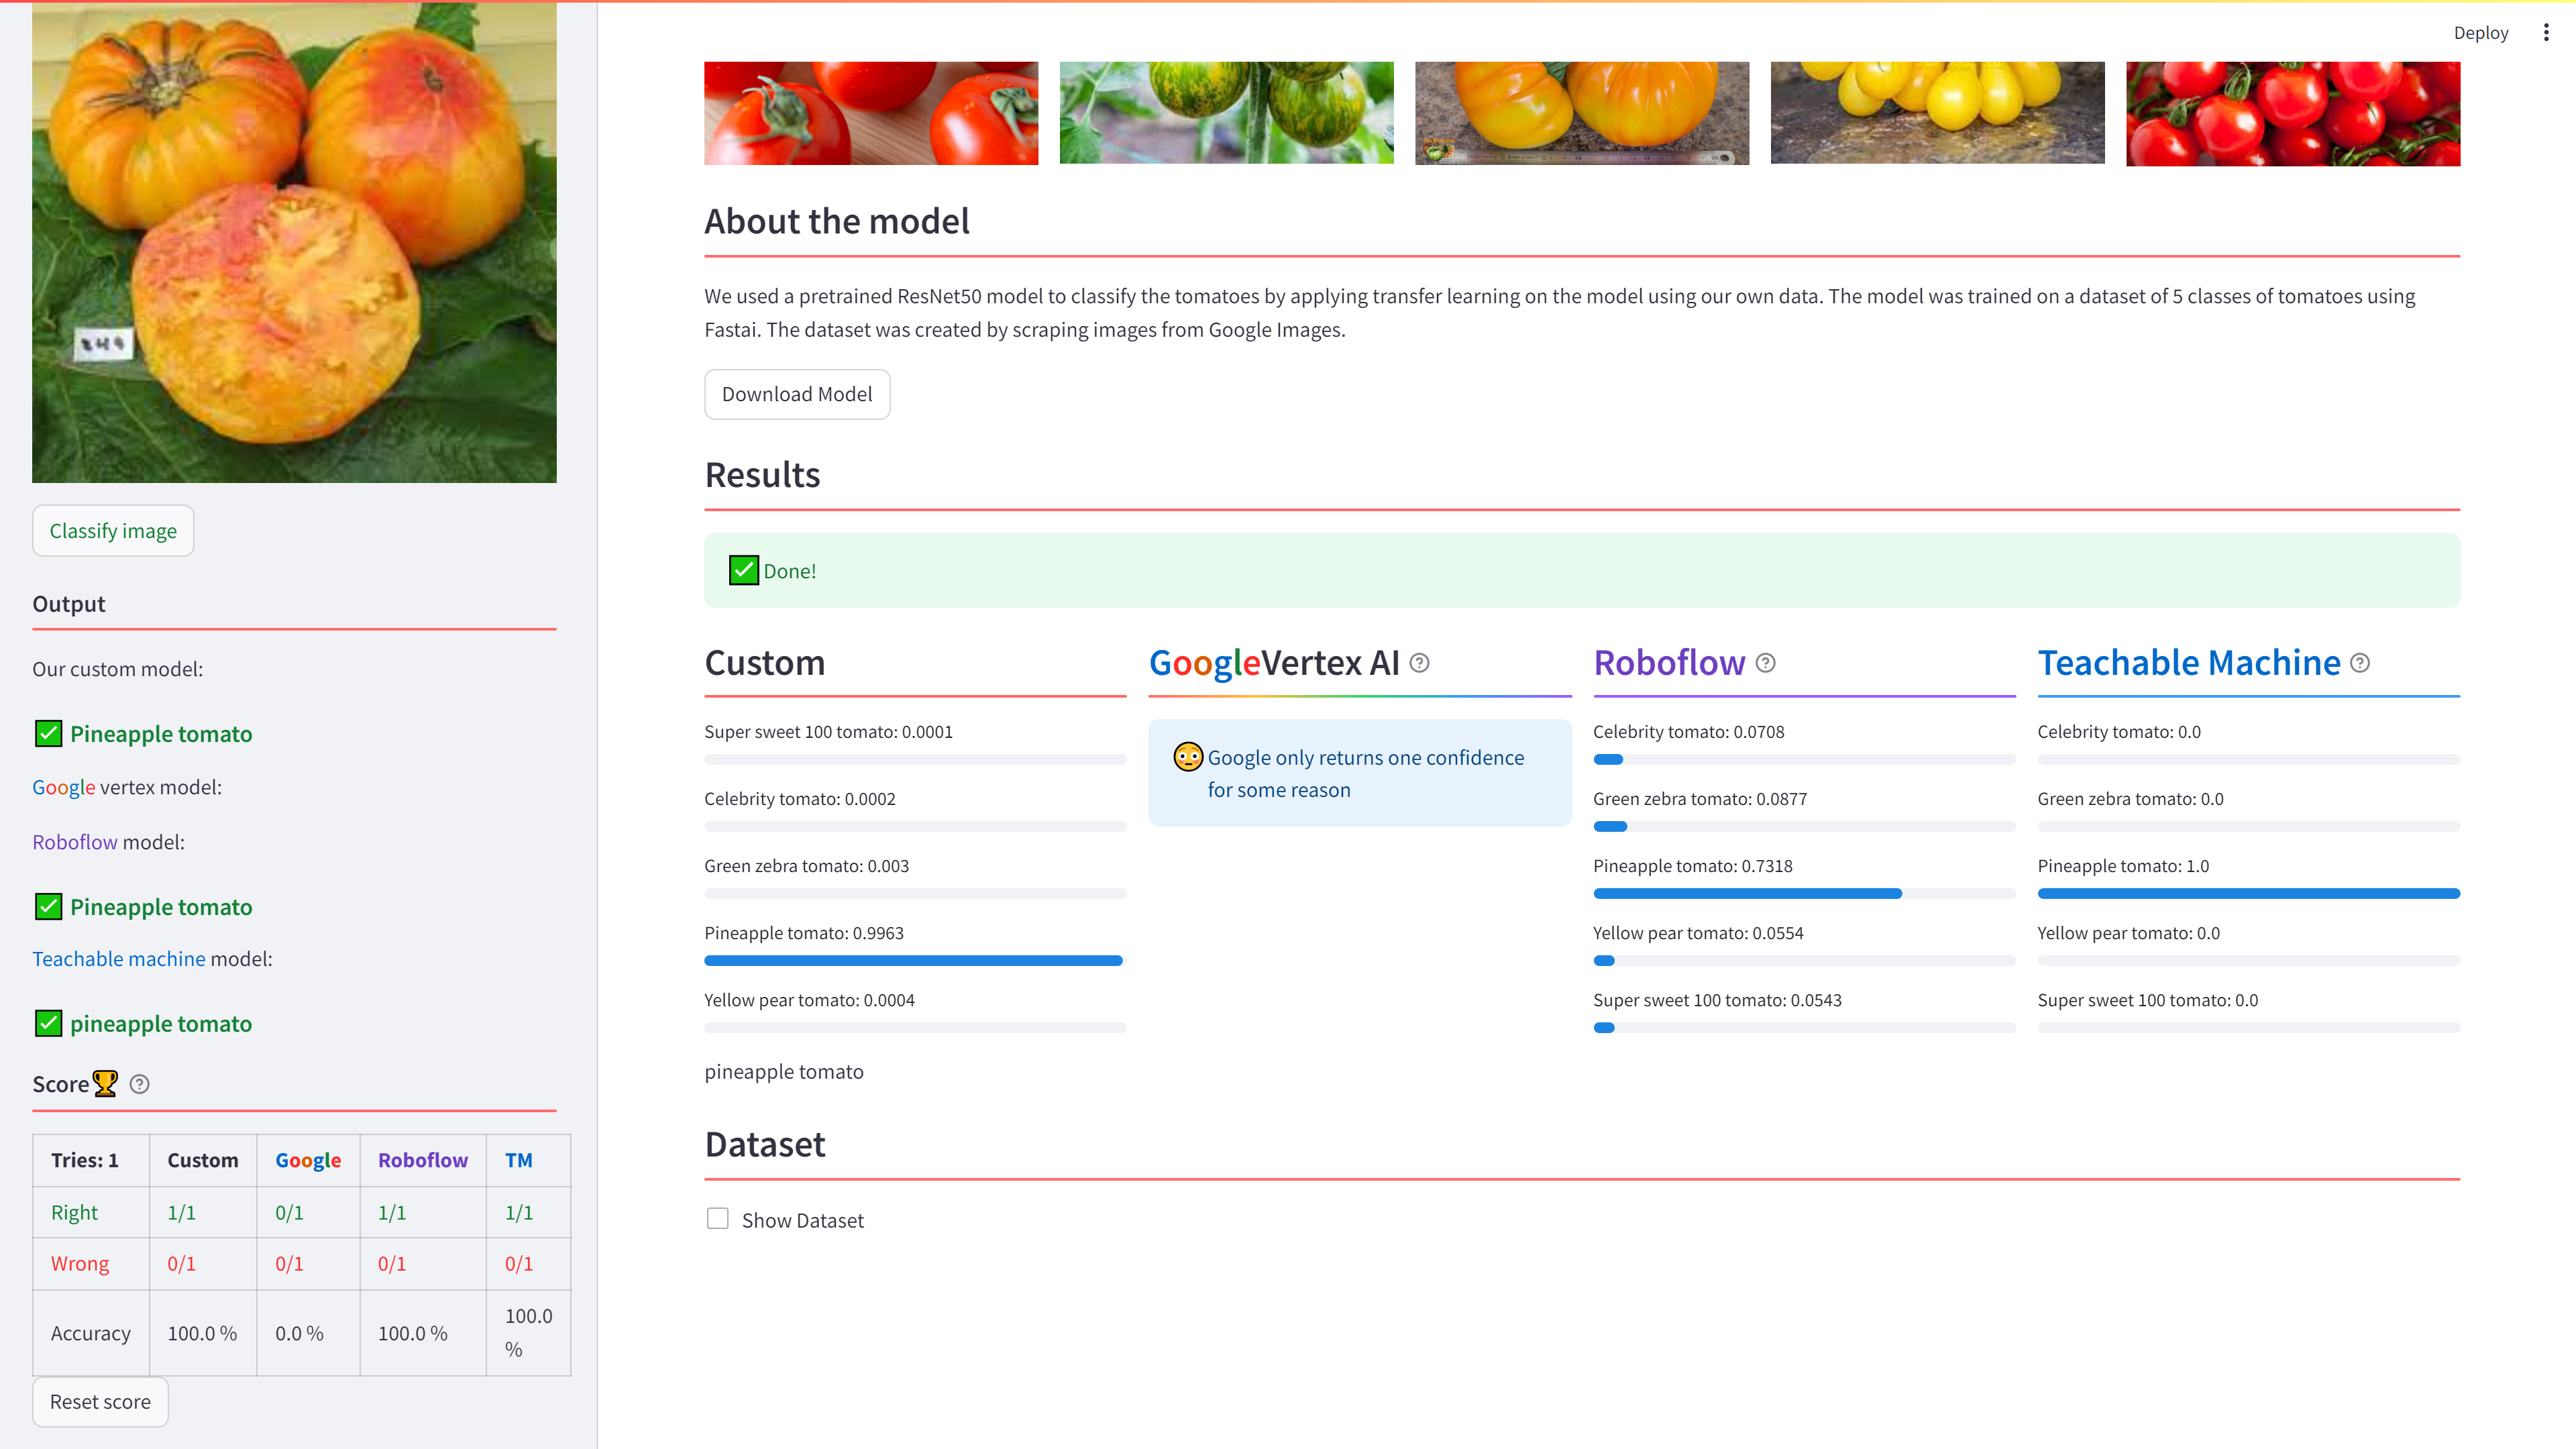 Classify image
Output
Our custom model:
✅ Pineapple tomato
Google vertex model:
Roboflow model:
✅ Pineapple tomato
Teachable machine model:
✅ pineapple tomato
Score🏆
Tries: 1 Custom Google Roboflow TM
Right 1/1 0/1 1/1 1/1
Wrong 0/1 0/1 0/1 0/1
Accuracy 100.0 % 0.0 % 100.0 % 100.0 %
Reset score
Deploy
About the model
We used a pretrained ResNet50 model to classify the tomatoes by applying transfer learning on the model using our own data. The model was trained on a dataset of 5 classes of tomatoes using
Fastai. The dataset was created by scraping images from Google Images.
Download Model
Results
✅ Done!
Custom
Super sweet 100 tomato: 0.0001
Celebrity tomato: 0.0002
Green zebra tomato: 0.003
Pineapple tomato: 0.9963
Yellow pear tomato: 0.0004
pineapple tomato
GoogleVertex AI
😳 Google only returns one confidence
for some reason
Roboflow
Celebrity tomato: 0.0708
Green zebra tomato: 0.0877
Pineapple tomato: 0.7318
Yellow pear tomato: 0.0554
Super sweet 100 tomato: 0.0543
Teachable Machine
Celebrity tomato: 0.0
Green zebra tomato: 0.0
Pineapple tomato: 1.0
Yellow pear tomato: 0.0
Super sweet 100 tomato: 0.0
Dataset
Show Dataset